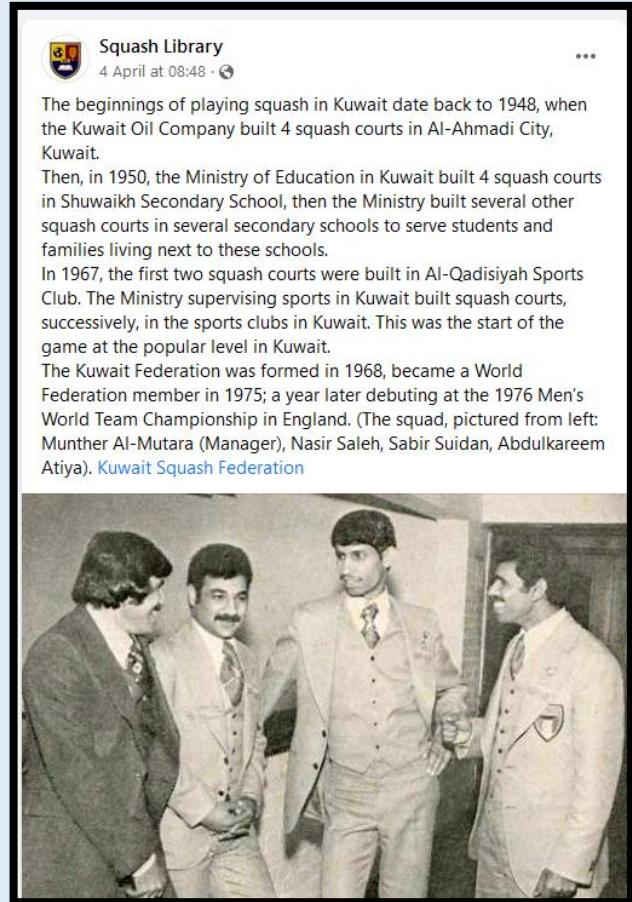 Squash Library
4 April at 08:48 ·
The beginnings of playing squash in Kuwait date back to 1948, when
the Kuwait Oil Company built 4 squash courts in Al-Ahmadi City,
Kuwait.
Then, in 1950, the Ministry of Education in Kuwait built 4 squash courts
in Shuwaikh Secondary School, then the Ministry built several other
squash courts in several secondary schools to serve students and
families living next to these schools.
In 1967, the first two squash courts were built in Al-Qadisiyah Sports
Club. The Ministry supervising sports in Kuwait built squash courts,
successively, in the sports clubs in Kuwait. This was the start of the
game at the popular level in Kuwait.
The Kuwait Federation was formed in 1968, became a World
Federation member in 1975; a year later debuting at the 1976 Men's
World Team Championship in England. (The squad, pictured from left:
Munther Al-Mutara (Manager), Nasir Saleh, Sabir Suidan, Abdulkareem
Atiya). Kuwait Squash Federation